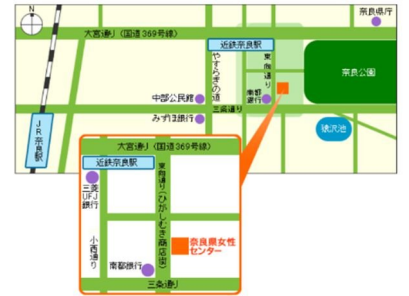 N
奈良県庁
大宮通り(国道369号線)
近鉄奈良駅
やすらぎの道
東向通り
奈良公園
中部公民館
南都銀行
三条通り
みずほ銀行
JR奈良駅
猿沢池
大宮通り(国道369号線)
近鉄奈良駅
三菱UFJ銀行
東向通り(ひがしむき商店街)
小西通り
奈良県女性
センター
南都銀行
三条通り